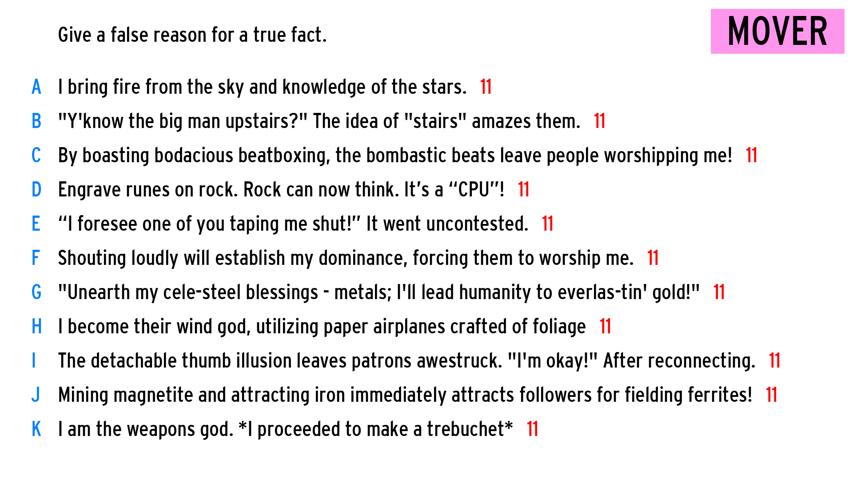 Give a false reason for a true fact.
MOVER
A I bring fire from the sky and knowledge of the stars. 11
B "Y'know the big man upstairs?" The idea of "stairs" amazes them. 11
C By boasting bodacious beatboxing, the bombastic beats leave people worshipping me! 11
D Engrave runes on rock. Rock can now think. It’s a “CPU”! 11
E “I foresee one of you taping me shut!” It went uncontested. 11
F Shouting loudly will establish my dominance, forcing them to worship me. 11
G "Unearth my cele-steel blessings - metals; I'll lead humanity to everlas-tin' gold!" 11
H I become their wind god, utilizing paper airplanes crafted of foliage 11
I The detachable thumb illusion leaves patrons awestruck. "I'm okay!" After reconnecting. 11
J Mining magnetite and attracting iron immediately attracts followers for fielding ferrites! 11
K I am the weapons god. *I proceeded to make a trebuchet* 11